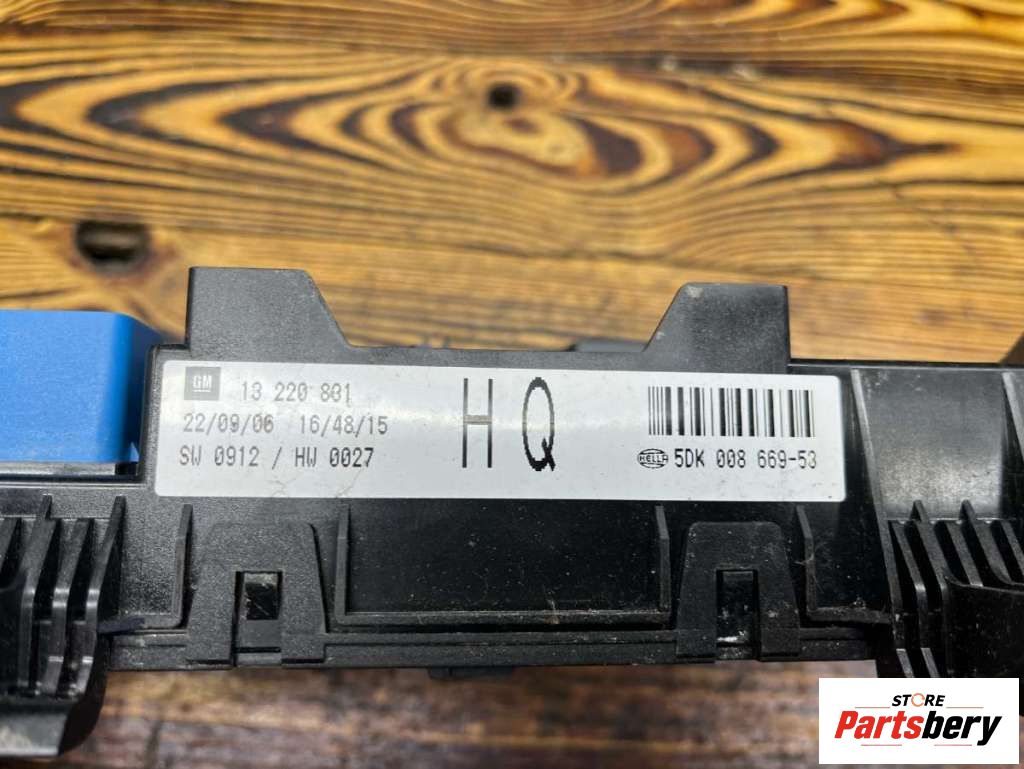 GM
13 220 801
22/09/06 16/48/15
SW 0912 / HW 0027
HQ
HELLA 5DK 008 669-53
STORE
Partsbery